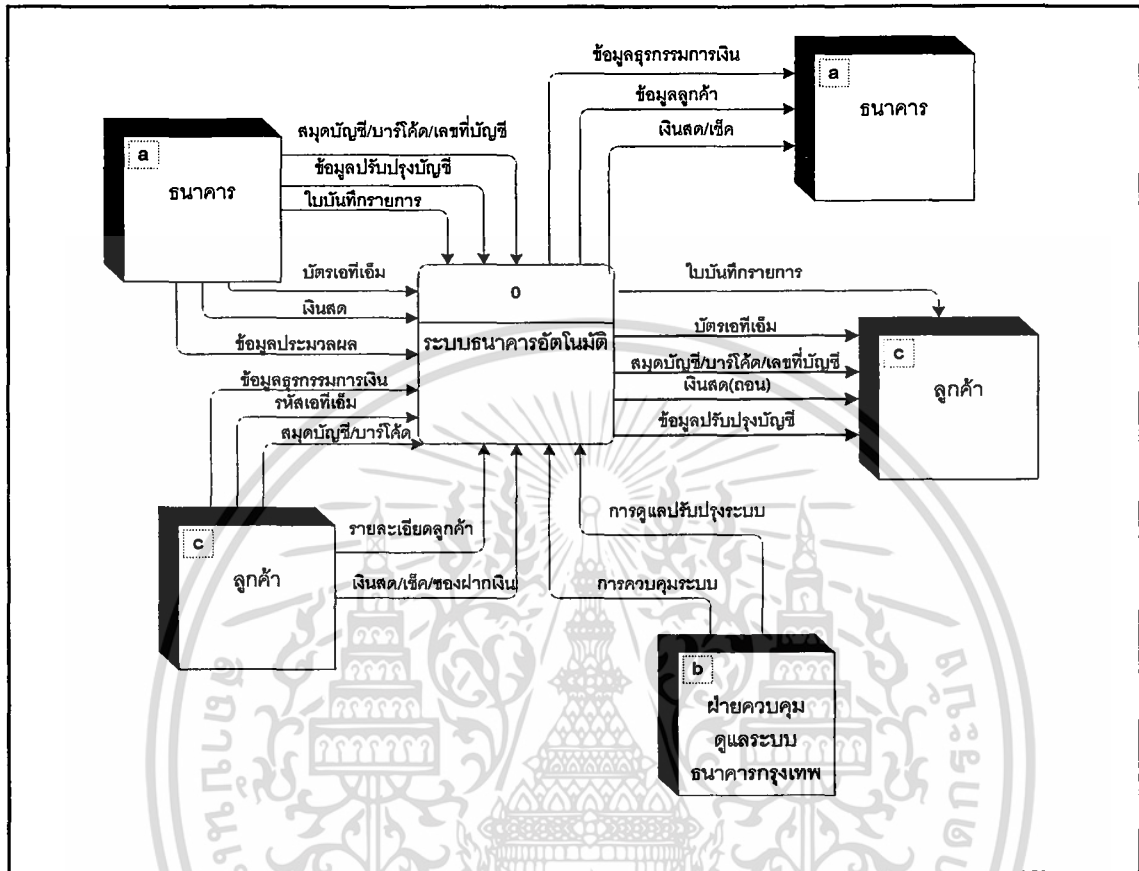 ข้อมูลธุรกรรมการเงิน
ข้อมูลลูกค้า
เงินสด/เช็ค
a
ธนาคาร
a
ธนาคาร
สมุดบัญชี/บาร์โค้ด/เลขที่บัญชี
ข้อมูลปรับปรุงบัญชี
ใบบันทึกรายการ
บัตรเอทีเอ็ม
เงินสด
ข้อมูลประมวลผล
ข้อมูลธุรกรรมการเงิน
รหัสเอทีเอ็ม
สมุดบัญชี/บาร์โค้ด
0
ระบบธนาคารอัตโนมัติ
ใบบันทึกรายการ
บัตรเอทีเอ็ม
สมุดบัญชี/บาร์โค้ด/เลขที่บัญชี
เงินสด(ถอน)
ข้อมูลปรับปรุงบัญชี
c
ลูกค้า
c
ลูกค้า
รายละเอียดลูกค้า
เงินสด/เช็ค/ซองฝากเงิน
การดูแลปรับปรุงระบบ
การควบคุมระบบ
b
ฝ่ายควบคุม
ดูแลระบบ
ธนาคารกรุงเทพ